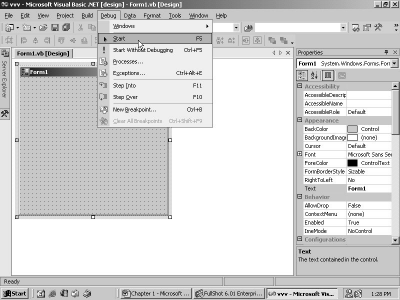 vvv - Microsoft Visual Basic .NET [design] - Form1.vb [Design]
File Edit View Project Build Debug Data Format Tools Window Help
Windows
Start F5
Start Without Debugging Ctrl+F5
Processes...
Exceptions... Ctrl+Alt+E
Step Into F11
Step Over F10
New Breakpoint... Ctrl+B
Clear All Breakpoints Ctrl+Shift+F9
Form1.vb [Design]
Server Explorer
Form1
Properties
Form1 System.Windows.Forms.Form
Accessibility
AccessibleDescrip
AccessibleName
AccessibleRole Default
Appearance
BackColor Control
BackgroundImage (none)
Cursor Default
Font Microsoft Sans Ser
ForeColor ControlText
FormBorderStyle Sizable
RightToLeft No
Text Form1
Behavior
AllowDrop False
ContextMenu (none)
Enabled True
ImeMode NoControl
Configurations
Text
The text contained in the control.
Ready
Start
Chapter 1 - Microsoft ...
FullShot 6.01 Enterpri...
vvv - Microsoft Vis...
1:28 PM